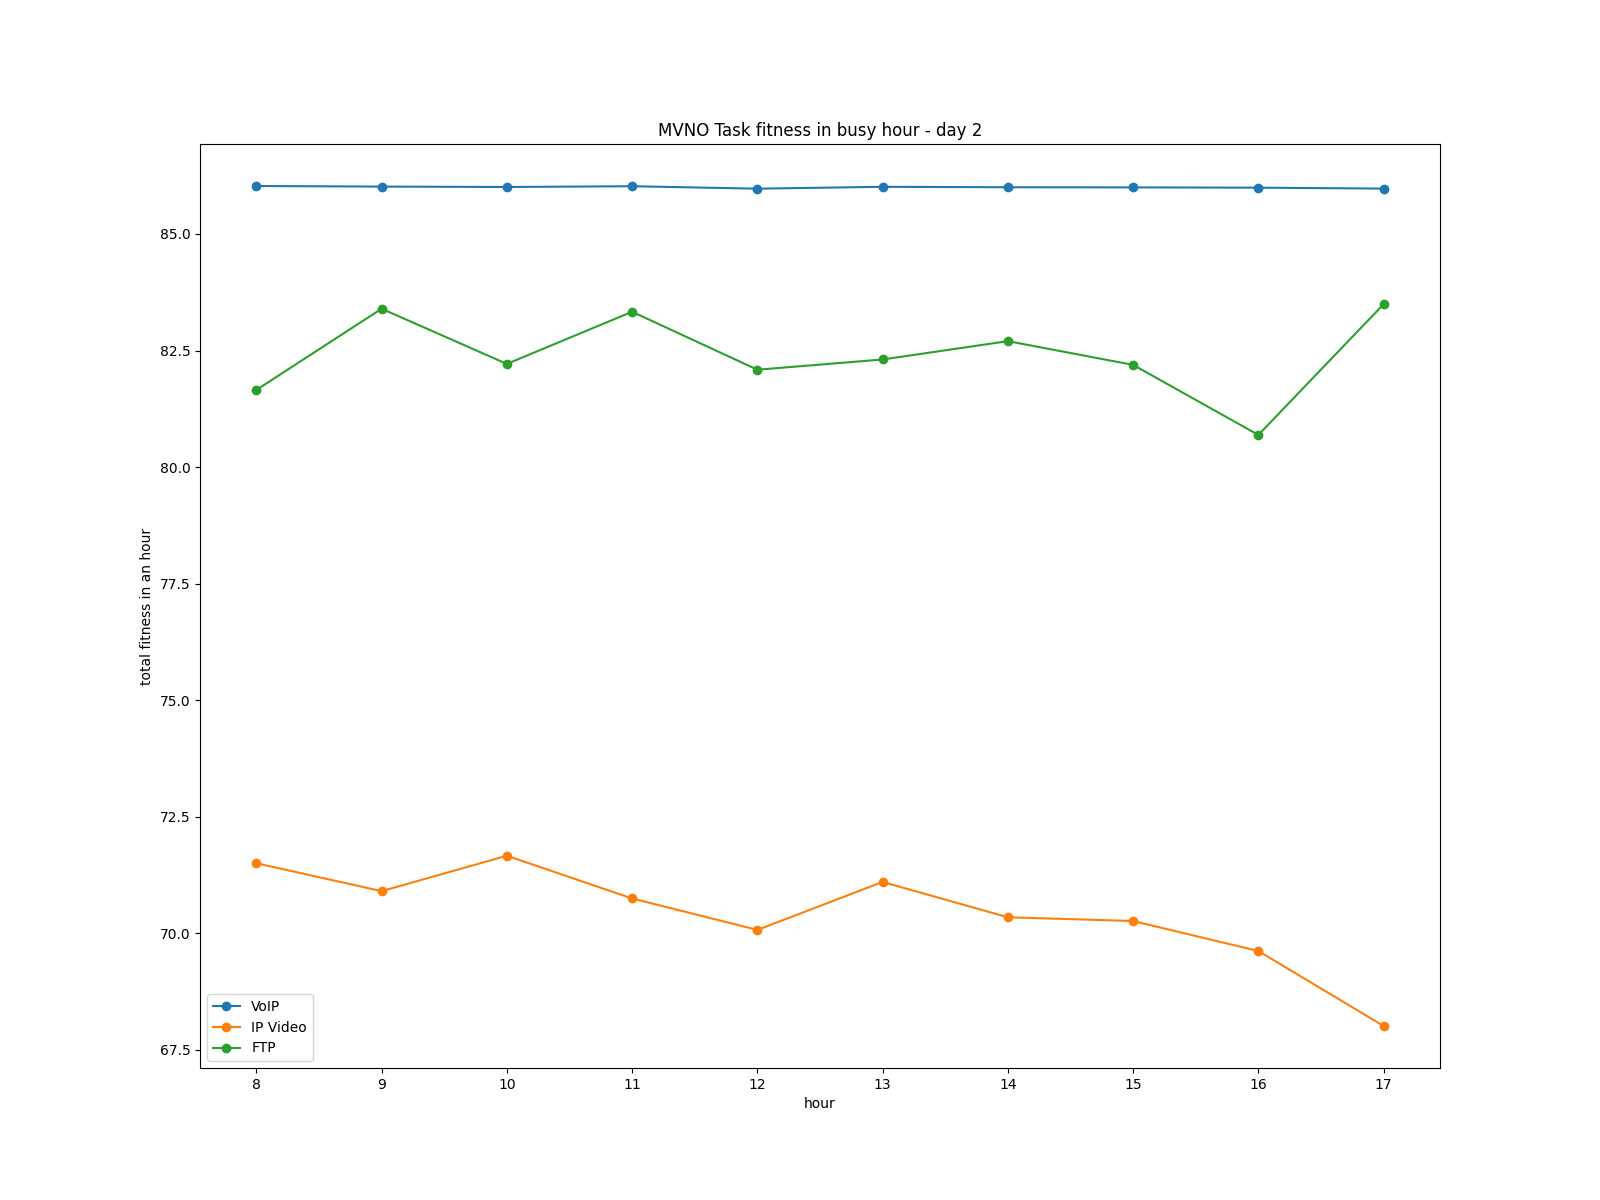 MVNO Task fitness in busy hour - day 2
total fitness in an hour
85.0
82.5
80.0
77.5
75.0
72.5
70.0
67.5
VoIP
IP Video
FTP
8 9 10 11 12 13 14 15 16 17
hour